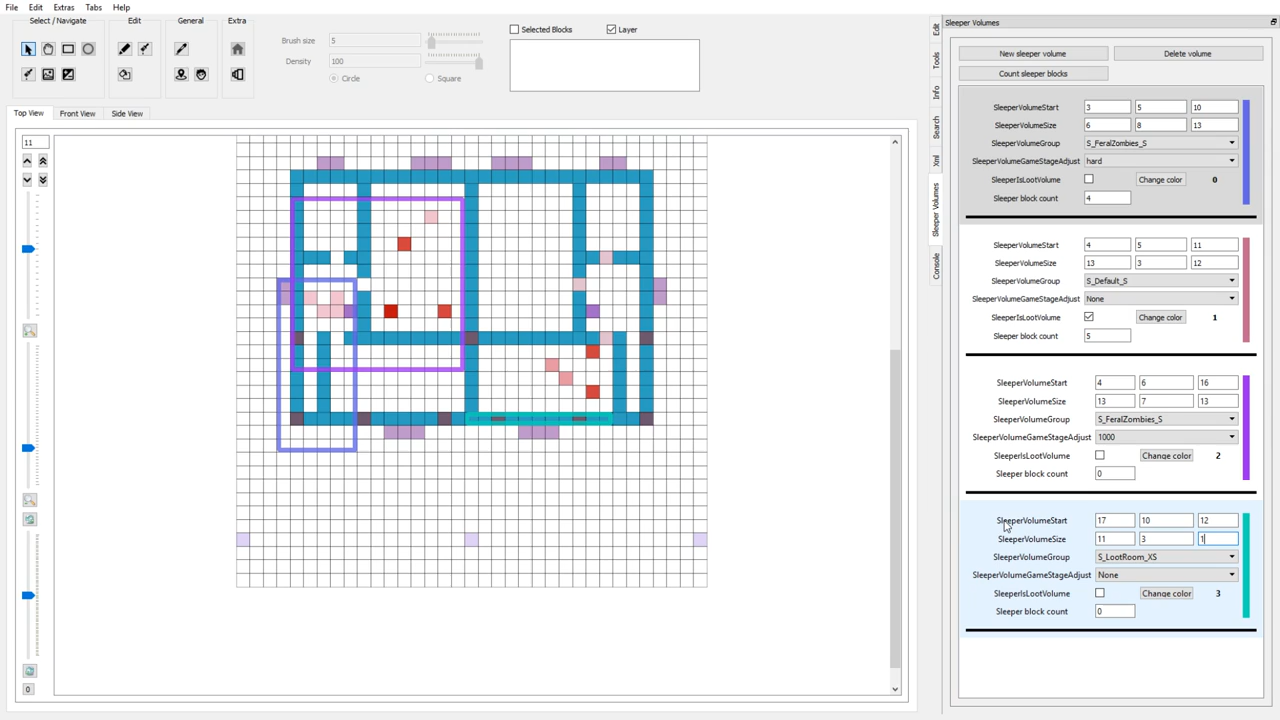 File Edit Extras Tabs Help
Select / Navigate Edit General Extra
Brush size 5
Density 100
Circle Square
Selected Blocks Layer
Top View Front View Side View
11
0
Edit
Tools
Info
Search
Xml
Sleeper Volumes
Console
Sleeper Volumes
New sleeper volume Delete volume
Count sleeper blocks
SleeperVolumeStart 3 5 10
SleeperVolumeSize 6 8 13
SleeperVolumeGroup S_FeralZombies_S
SleeperVolumeGameStageAdjust hard
SleeperIsLootVolume Change color 0
Sleeper block count 4
SleeperVolumeStart 4 5 11
SleeperVolumeSize 13 3 12
SleeperVolumeGroup S_Default_S
SleeperVolumeGameStageAdjust None
SleeperIsLootVolume Change color 1
Sleeper block count 5
SleeperVolumeStart 4 6 16
SleeperVolumeSize 13 7 13
SleeperVolumeGroup S_FeralZombies_S
SleeperVolumeGameStageAdjust 1000
SleeperIsLootVolume Change color 2
Sleeper block count 0
SleeperVolumeStart 17 10 12
SleeperVolumeSize 11 3 1
SleeperVolumeGroup S_LootRoom_XS
SleeperVolumeGameStageAdjust None
SleeperIsLootVolume Change color 3
Sleeper block count 0